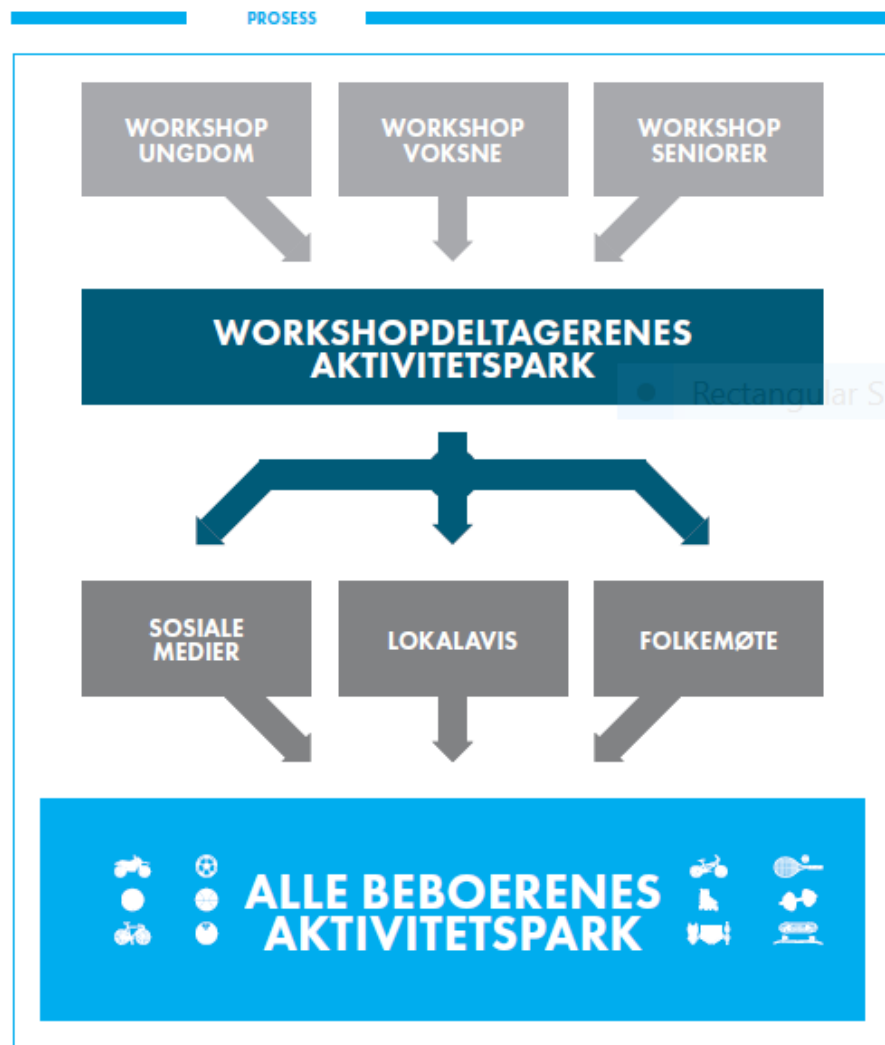 PROSESS
WORKSHOP
UNGDOM
WORKSHOP
VOKSNE
WORKSHOP
SENIORER
WORKSHOPDELTAGERENES
AKTIVITETSPARK
Rectangular S
SOSIALE
MEDIER
LOKALAVIS
FOLKEMØTE
ALLE BEBOERENES
AKTIVITETSPARK